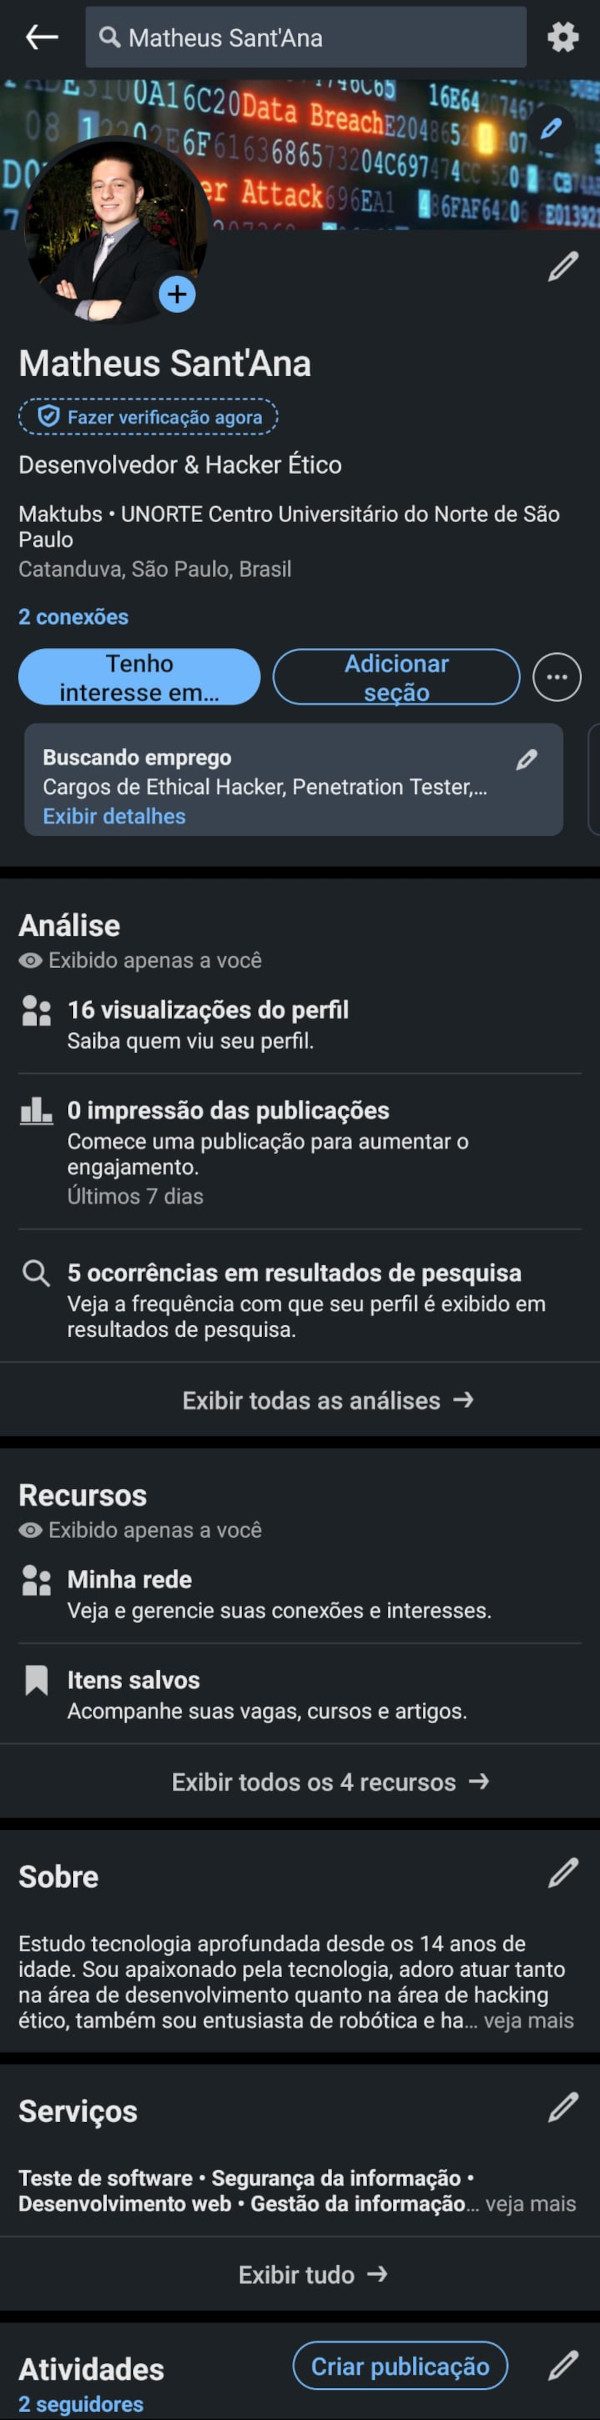 Matheus Sant'Ana
0A16C20Data BreachE204865
16E64
08
6F6163686573204C697474CC
er Attack696EA1
86FAF64206
Matheus Sant'Ana
Fazer verificação agora
Desenvolvedor & Hacker Ético
Maktubs • UNORTE Centro Universitário do Norte de São
Paulo
Catanduva, São Paulo, Brasil
2 conexões
Tenho
interesse em...
Adicionar
seção
Buscando emprego
Cargos de Ethical Hacker, Penetration Tester,...
Exibir detalhes
Análise
Exibido apenas a você
16 visualizações do perfil
Saiba quem viu seu perfil.
0 impressão das publicações
Comece uma publicação para aumentar o
engajamento.
Últimos 7 dias
5 ocorrências em resultados de pesquisa
Veja a frequência com que seu perfil é exibido em
resultados de pesquisa.
Exibir todas as análises →
Recursos
Exibido apenas a você
Minha rede
Veja e gerencie suas conexões e interesses.
Itens salvos
Acompanhe suas vagas, cursos e artigos.
Exibir todos os 4 recursos →
Sobre
Estudo tecnologia aprofundada desde os 14 anos de
idade. Sou apaixonado pela tecnologia, adoro atuar tanto
na área de desenvolvimento quanto na área de hacking
ético, também sou entusiasta de robótica e ha... veja mais
Serviços
Teste de software • Segurança da informação •
Desenvolvimento web • Gestão da informação... veja mais
Exibir tudo →
Atividades
Criar publicação
2 seguidores